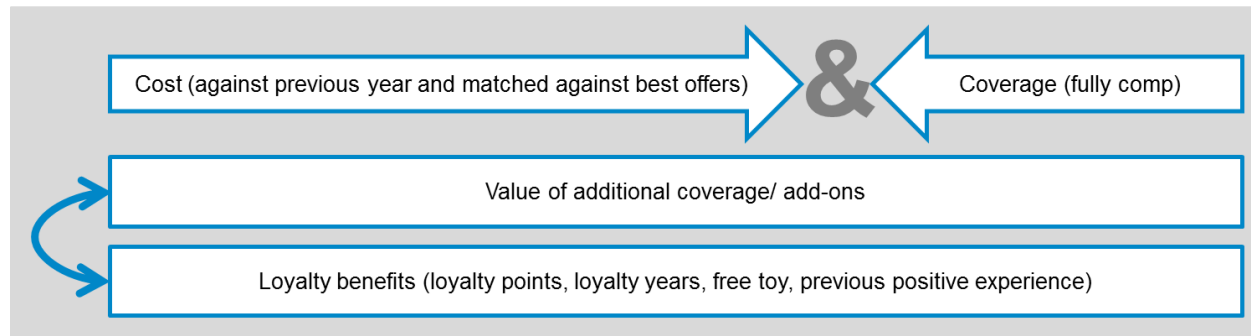 Cost (against previous year and matched against best offers)
&
Coverage (fully comp)
Value of additional coverage/ add-ons
Loyalty benefits (loyalty points, loyalty years, free toy, previous positive experience)